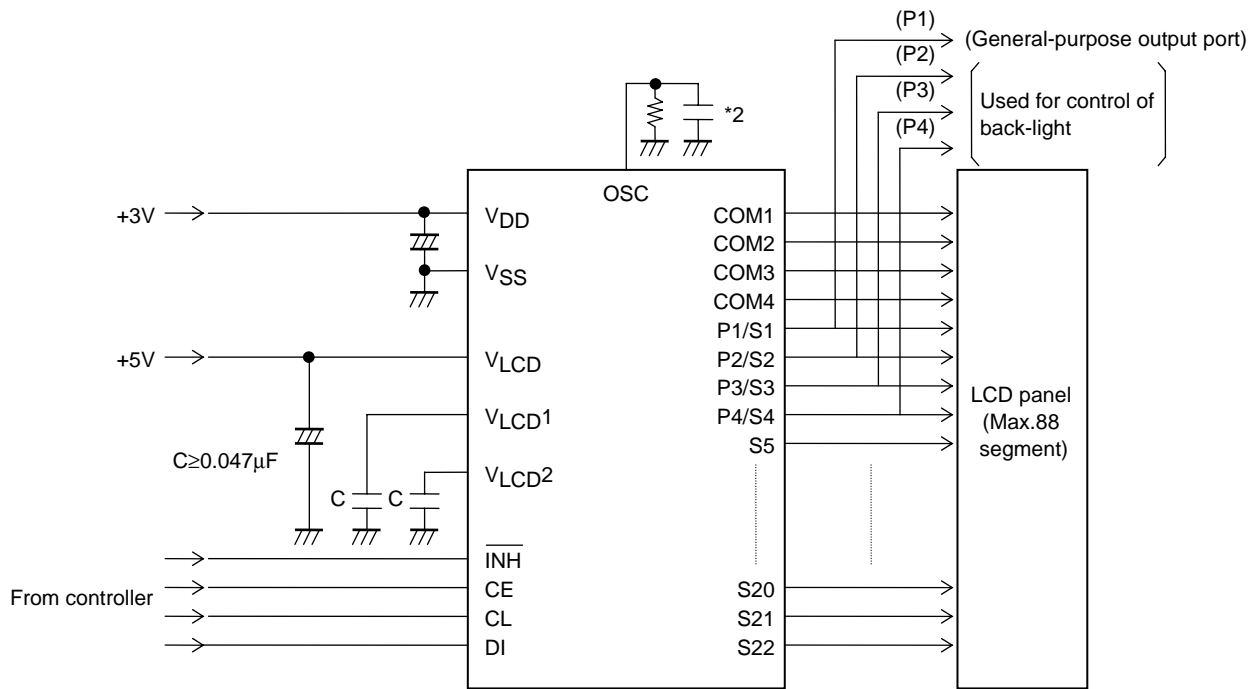 (P1)
(General-purpose output port)
(P2)
(P3)
Used for control of
back-light
(P4)
*2
OSC
+3V
VDD
VSS
+5V
VLCD
VLCD1
VLCD2
C≥0.047μF
C
C
From controller
INH
CE
CL
DI
COM1
COM2
COM3
COM4
P1/S1
P2/S2
P3/S3
P4/S4
S5
S20
S21
S22
LCD panel
(Max.88
segment)